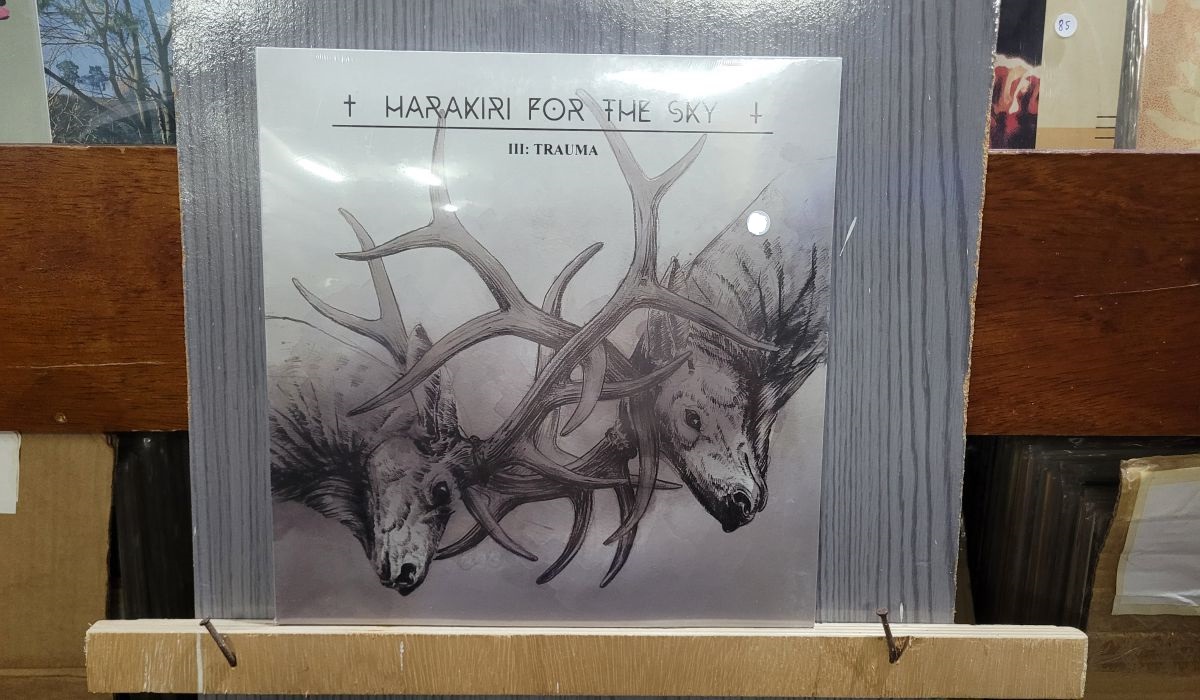 † HARAKIRI FOR THE SKY ⸸
III: TRAUMA
85